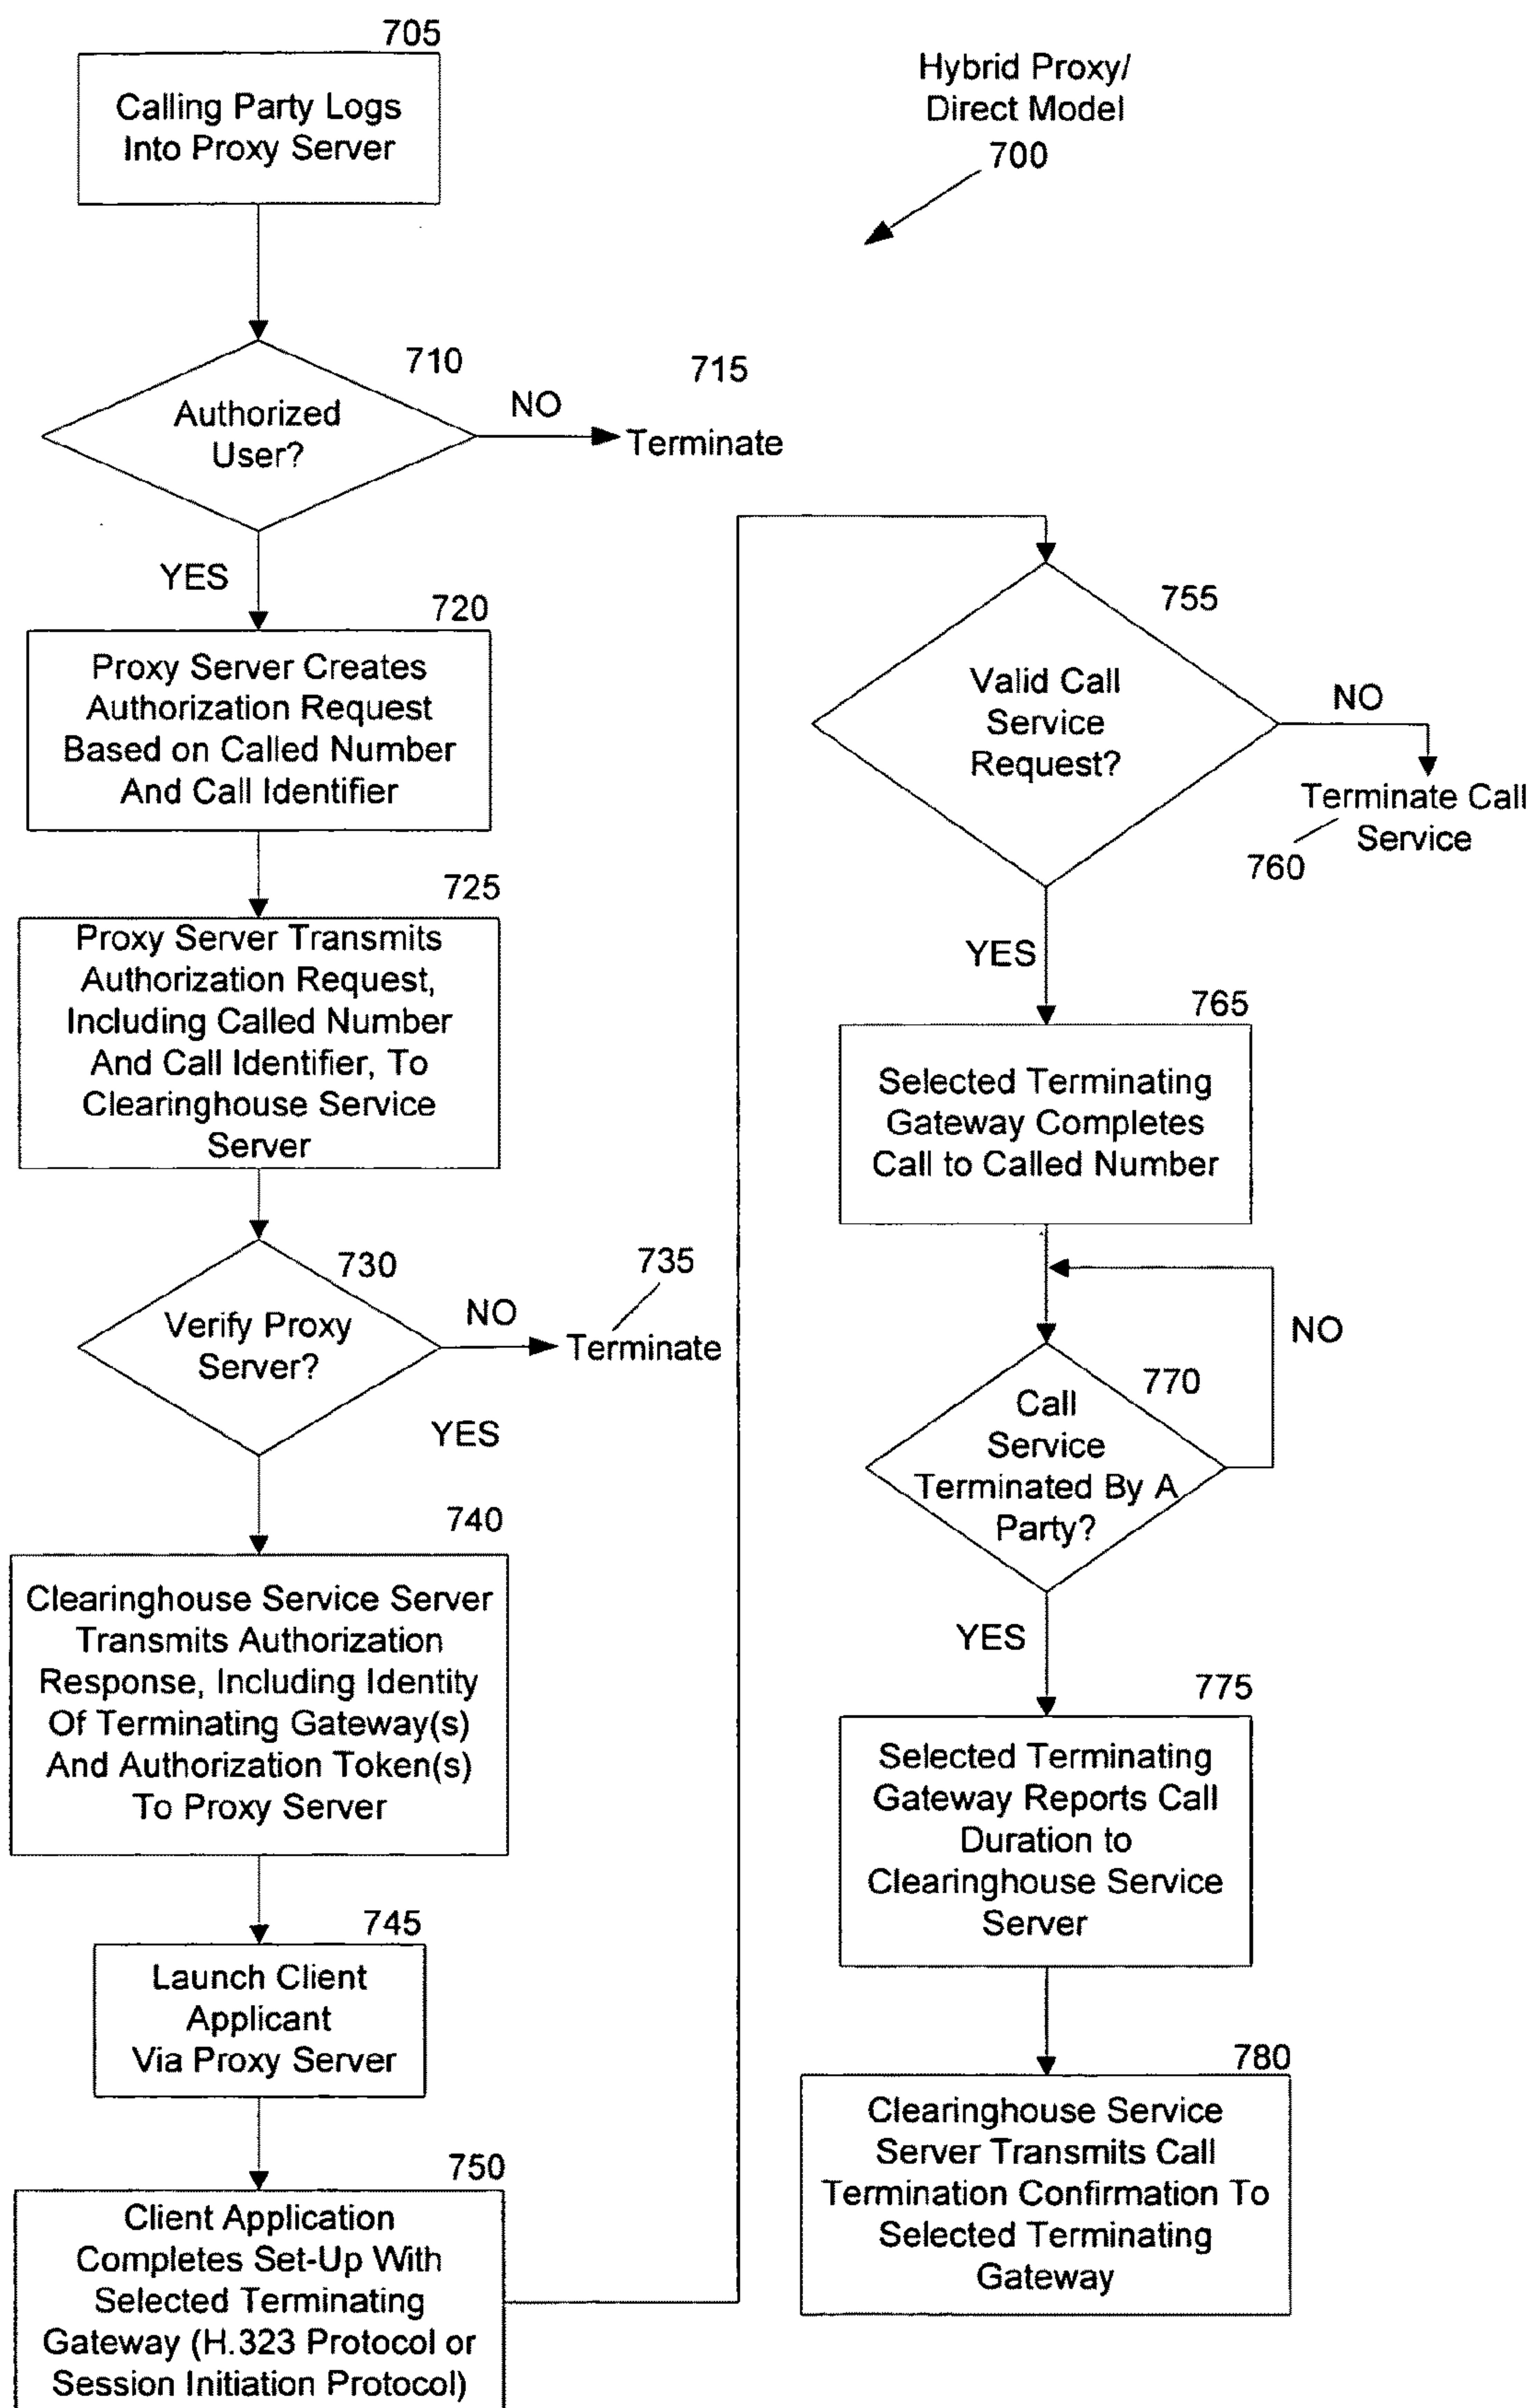 705
Calling Party Logs
Into Proxy Server
Hybrid Proxy/
Direct Model
700
710
Authorized
User?
NO
715
Terminate
YES
720
Proxy Server Creates
Authorization Request
Based on Called Number
And Call Identifier
725
Proxy Server Transmits
Authorization Request,
Including Called Number
And Call Identifier, To
Clearinghouse Service
Server
730
Verify Proxy
Server?
NO
735
Terminate
YES
740
Clearinghouse Service Server
Transmits Authorization
Response, Including Identity
Of Terminating Gateway(s)
And Authorization Token(s)
To Proxy Server
745
Launch Client
Applicant
Via Proxy Server
750
Client Application
Completes Set-Up With
Selected Terminating
Gateway (H.323 Protocol or
Session Initiation Protocol)
755
Valid Call
Service
Request?
NO
Terminate Call
Service
760
YES
765
Selected Terminating
Gateway Completes
Call to Called Number
NO
770
Call
Service
Terminated By A
Party?
YES
775
Selected Terminating
Gateway Reports Call
Duration to
Clearinghouse Service
Server
780
Clearinghouse Service
Server Transmits Call
Termination Confirmation To
Selected Terminating
Gateway